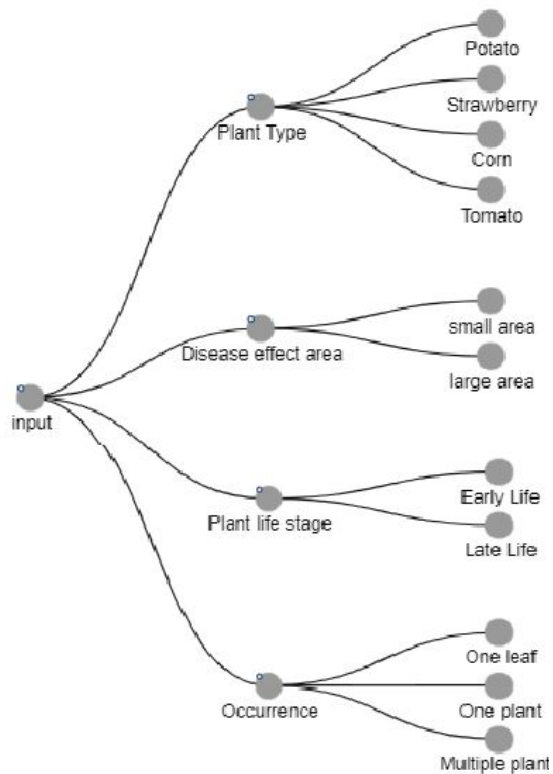 Potato
Strawberry
Plant Type
Corn
Tomato
small area
Disease effect area
large area
input
Early Life
Plant life stage
Late Life
One leaf
Occurrence
One plant
Multiple plant